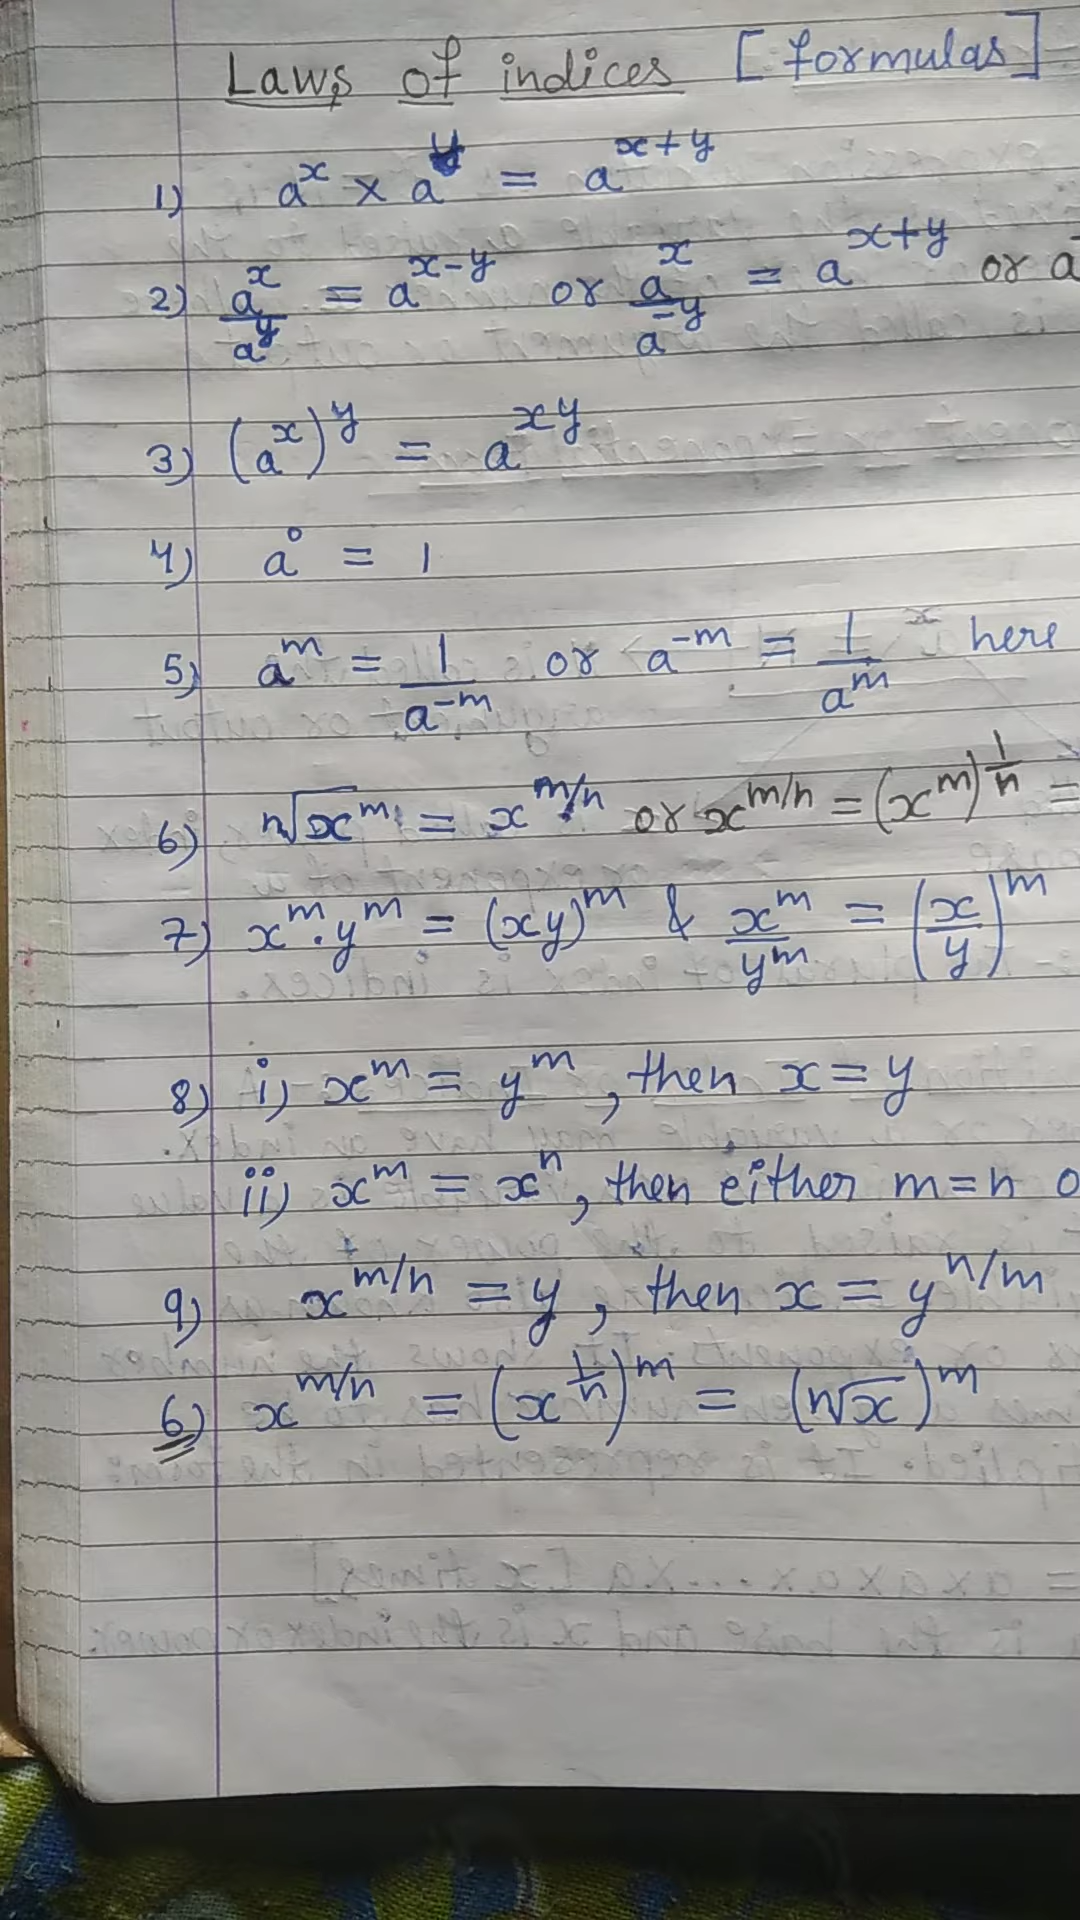 Laws of indices [formulas]
1) a^x × a^y = a^(x+y)
2) a^x/a^y = a^(x-y) or a^x/a^-y = a^(x+y) or a
3) (a^x)^y = a^(xy)
4) a^0 = 1
5) a^m = 1/a^-m or a^-m = 1/a^m here
6) n√x^m = x^(m/n) or x^(m/n) = (x^m)^(1/n) =
7) x^m . y^m = (xy)^m & x^m/y^m = (x/y)^m
8) i) x^m = y^m, then x = y
ii) x^m = x^n, then either m = n o
9) x^(m/n) = y, then x = y^(n/m)
6) x^(m/n) = (x^(1/n))^m = (n√x)^m